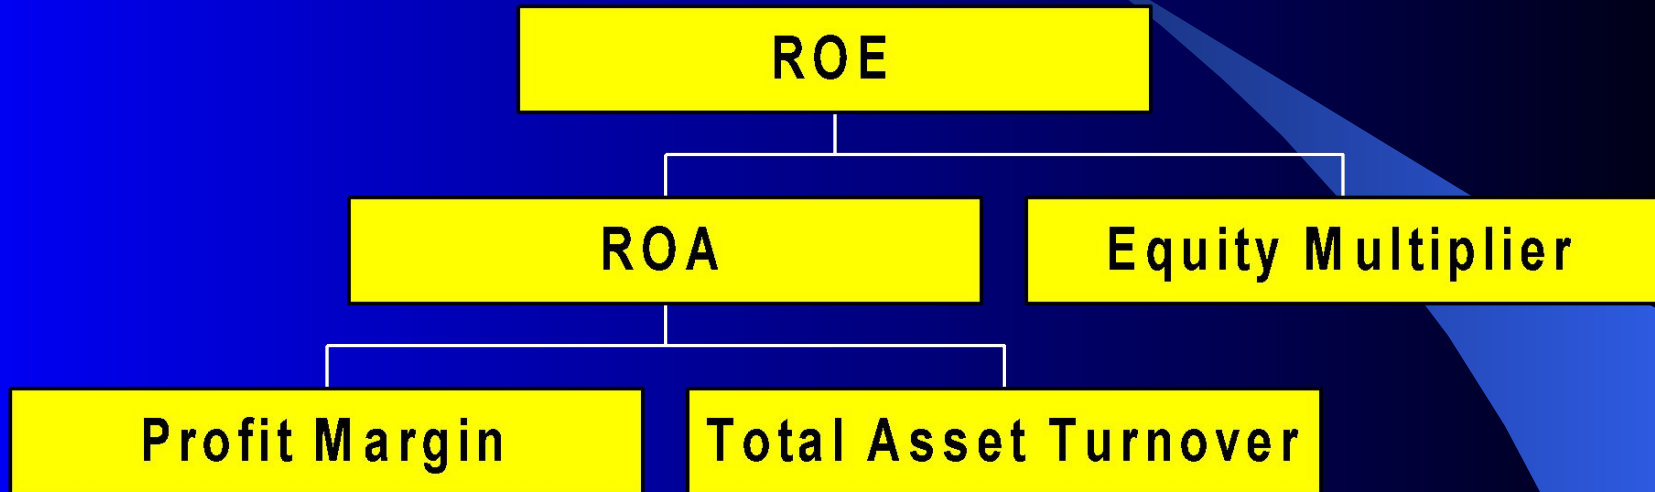 ROE
ROA
Equity Multiplier
Profit Margin
Total Asset Turnover